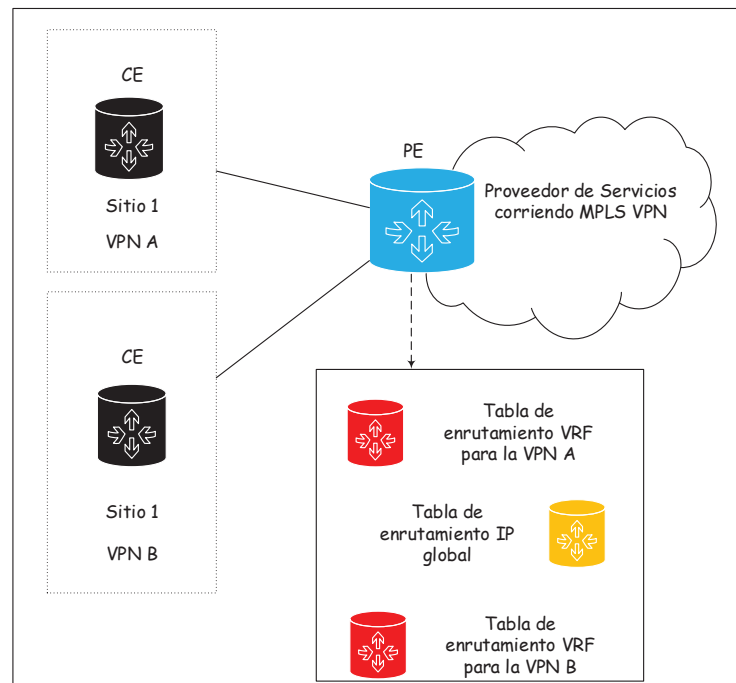 CE
Sitio 1
VPN A
PE
Proveedor de Servicios
corriendo MPLS VPN
CE
Sitio 1
VPN B
Tabla de
enrutamiento VRF
para la VPN A
Tabla de
enrutamiento IP
global
Tabla de
enrutamiento VRF
para la VPN B